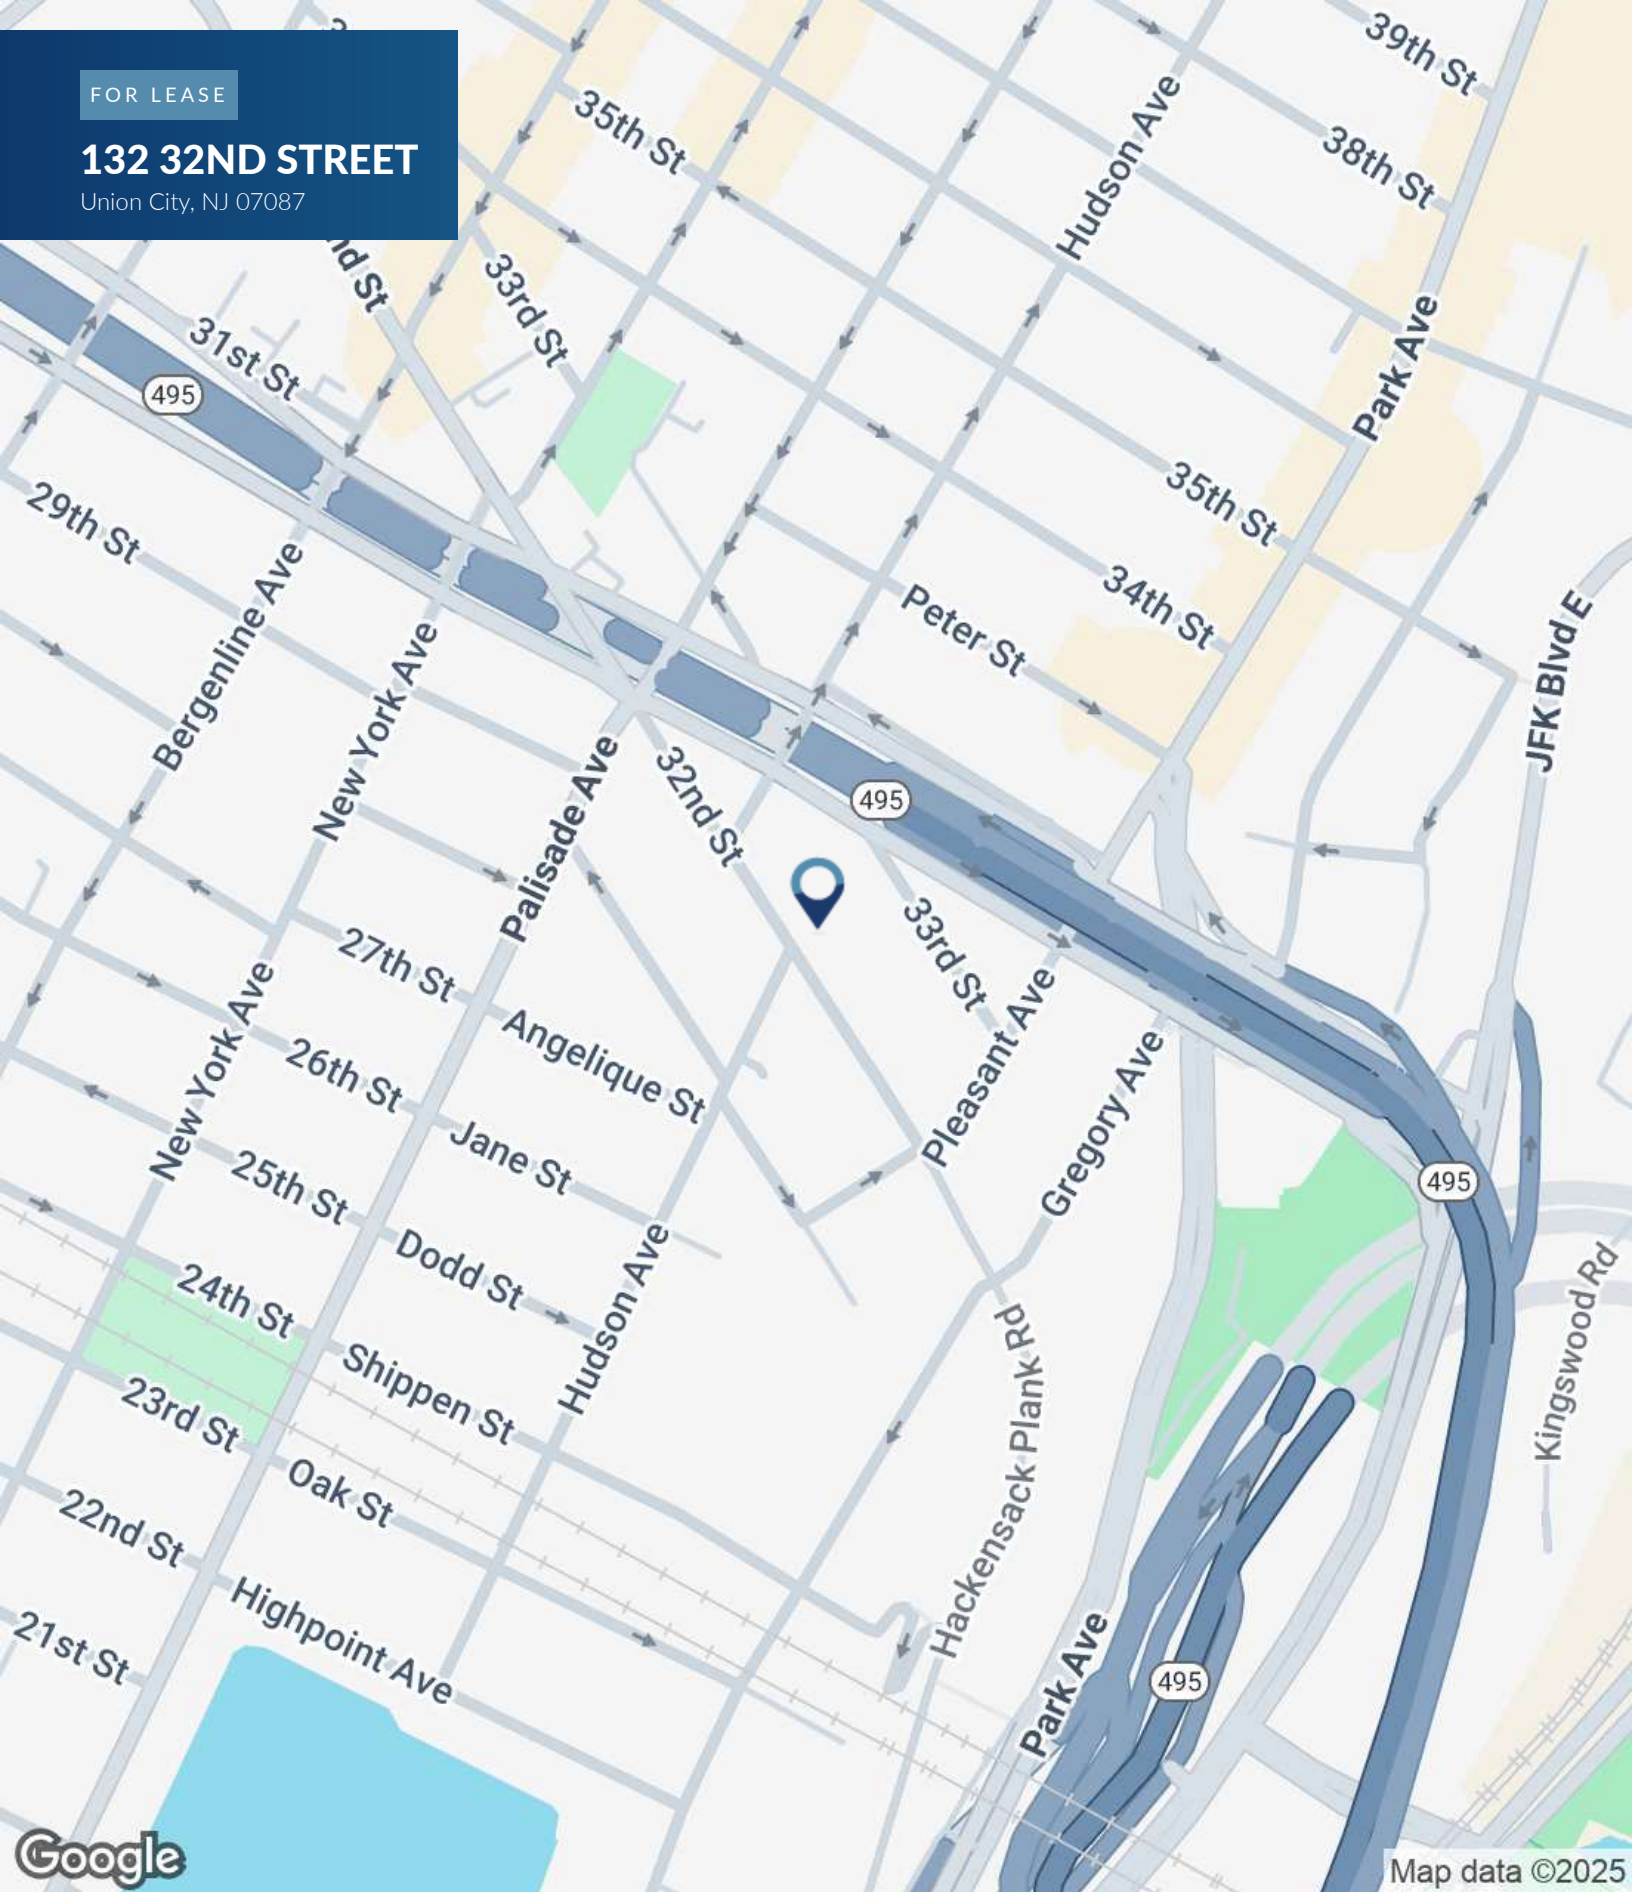 FOR LEASE
132 32ND STREET
Union City, NJ 07087
39th St
38th St
35th St
Hudson Ave
Park Ave
nd St
33rd St
31st St
495
29th St
35th St
34th St
Peter St
JFK Blvd E
Bergenline Ave
New York Ave
Palisade Ave
32nd St
495
33rd St
27th St
Angelique St
Pleasant Ave
Gregory Ave
New York Ave
26th St
Jane St
25th St
Dodd St
495
Hudson Ave
24th St
Shippen St
Kingswood Rd
Hackensack Plank Rd
23rd St
Oak St
22nd St
Highpoint Ave
21st St
Park Ave
495
Google
Map data ©2025